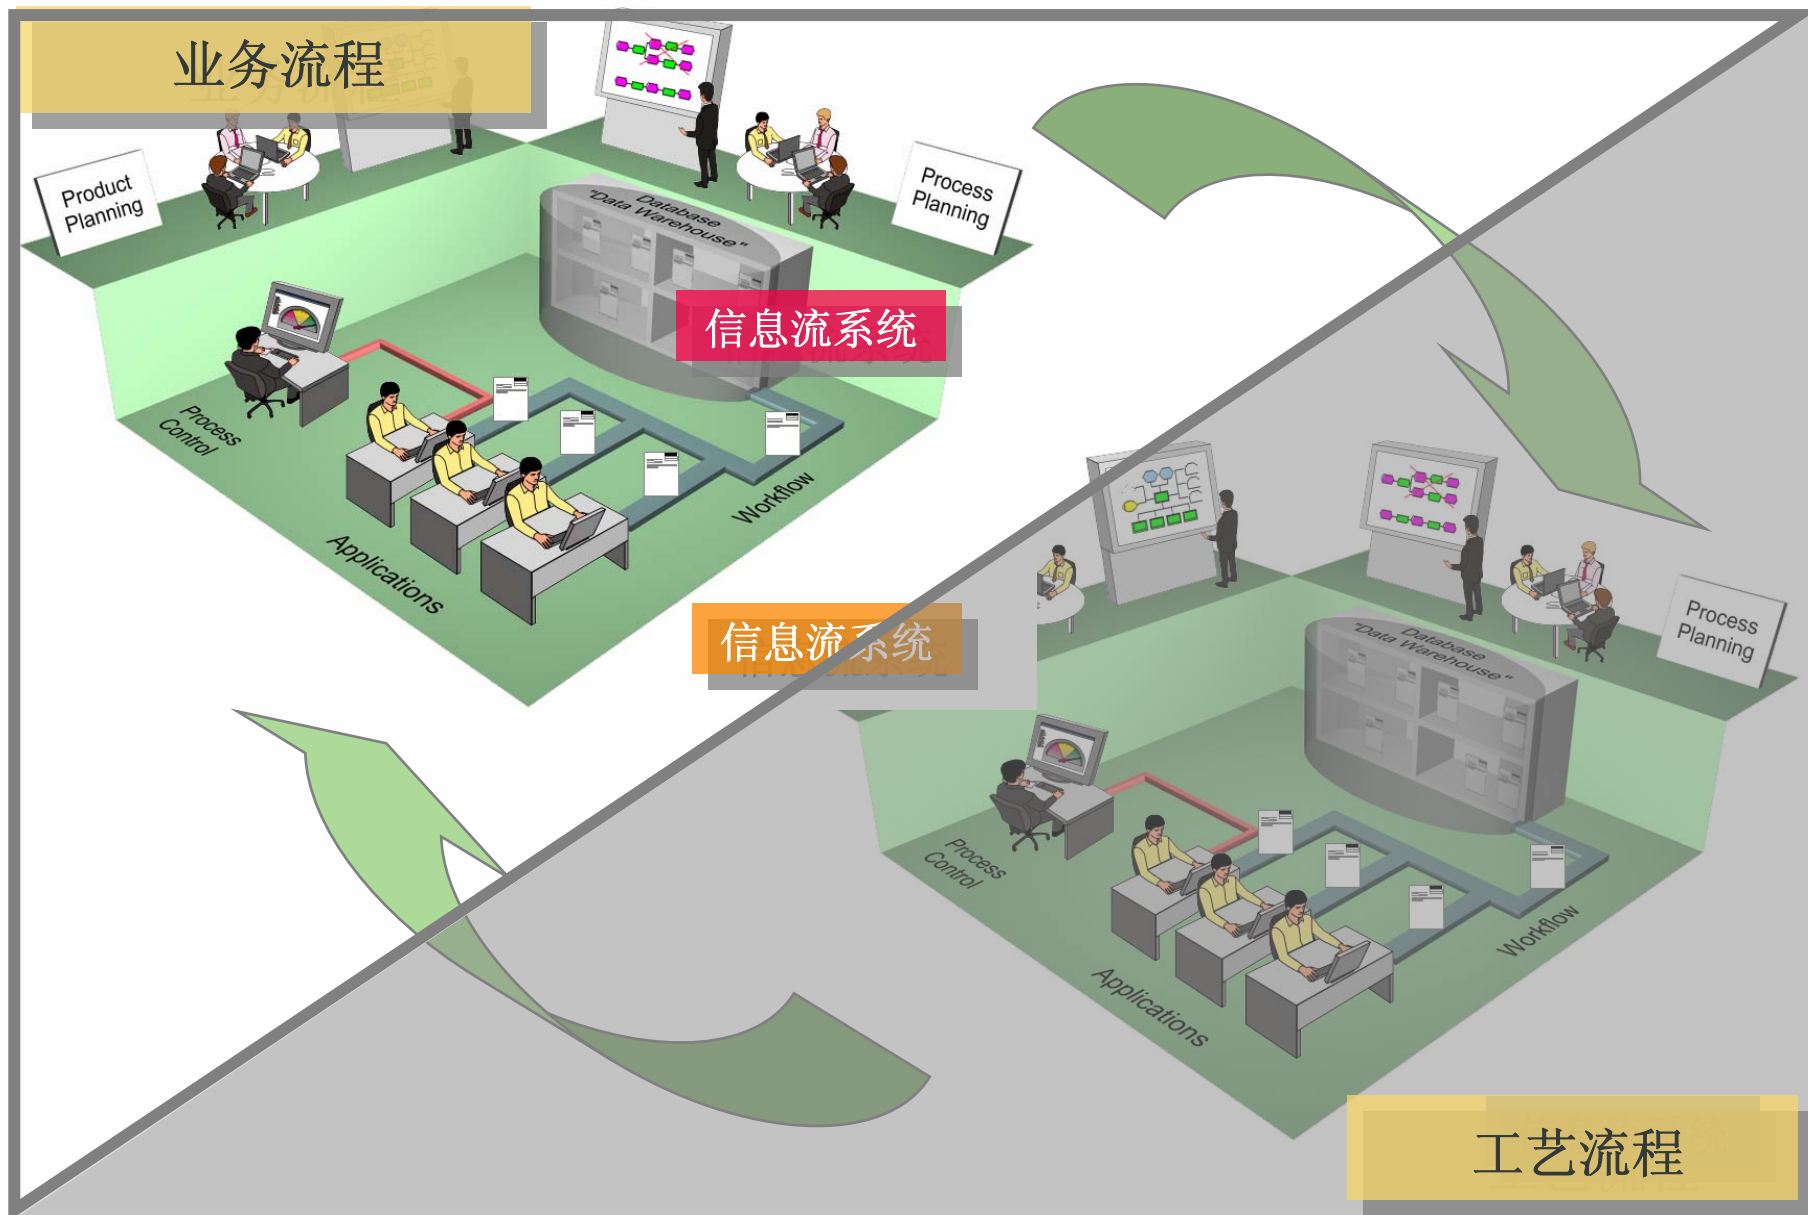 业务流程
Product
Planning
Process
Planning
Database
"Data Warehouse"
信息流系统
Process
Control
Workflow
Applications
信息流系统
Process
Planning
Database
"Data Warehouse"
Process
Control
Workflow
Applications
工艺流程